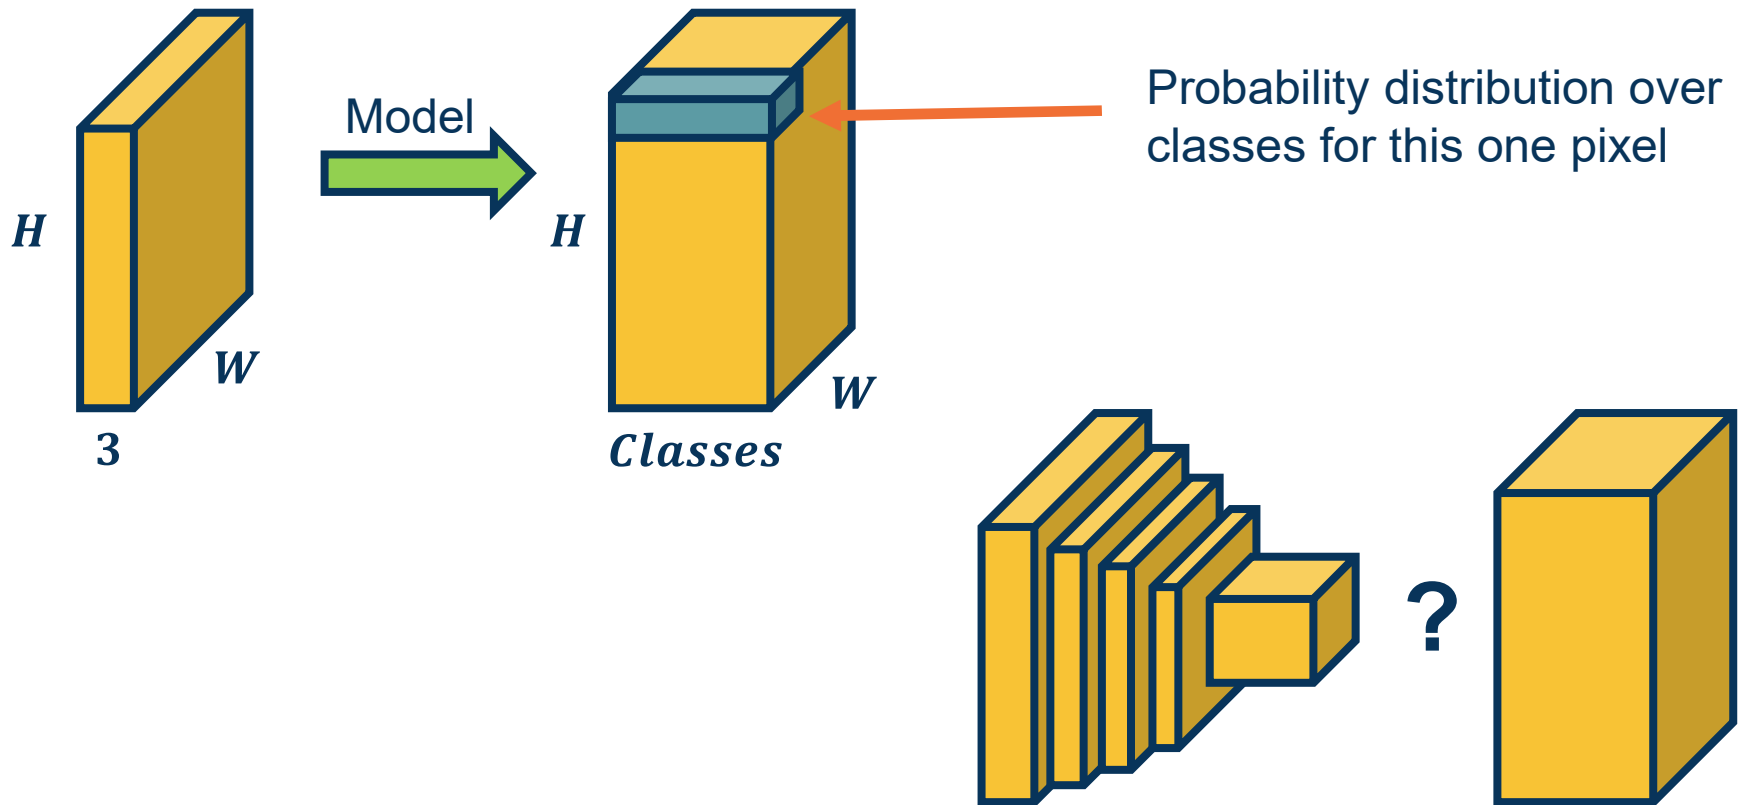 Model
Probability distribution over
classes for this one pixel
H
H
W
W
3
Classes
?